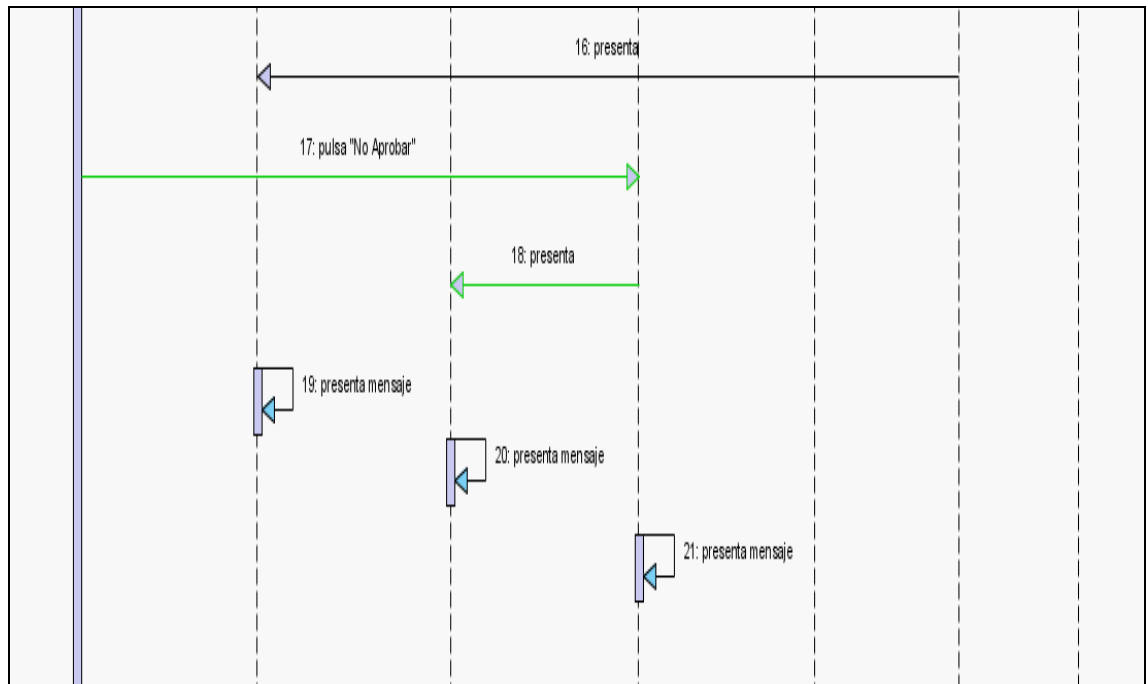 16: presenta
17: pulsa "No Aprobar"
18: presenta
19: presenta mensaje
20: presenta mensaje
21: presenta mensaje